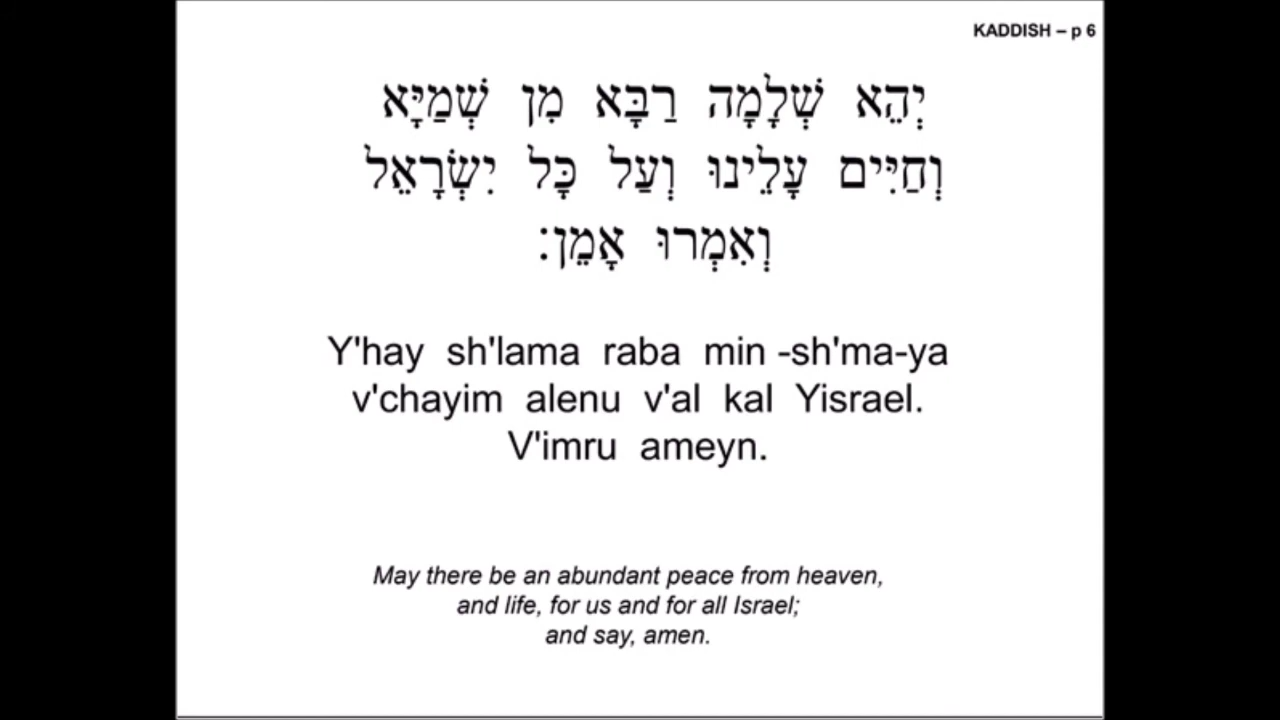 KADDISH – p 6
יְהֵא שְׁלָמָה רַבָּא מִן שְׁמַיָּא
וְחַיִּים עָלֵינוּ וְעַל כָּל יִשְׂרָאֵל
וְאִמְרוּ אָמֵן׃
Y'hay sh'lama raba min -sh'ma-ya
v'chayim alenu v'al kal Yisrael.
V'imru ameyn.
May there be an abundant peace from heaven,
and life, for us and for all Israel;
and say, amen.